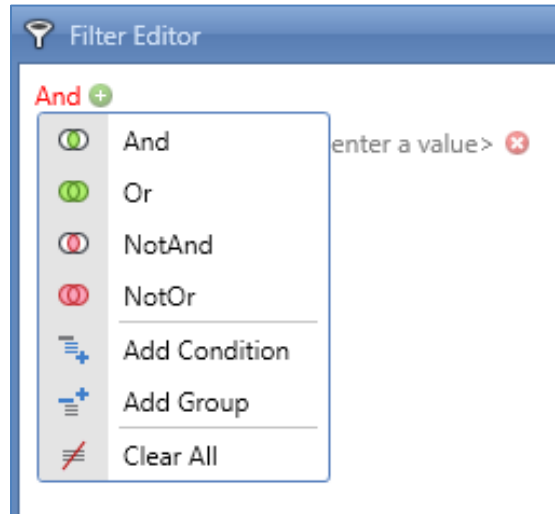 Filter Editor
And
And
enter a value>
Or
NotAnd
NotOr
Add Condition
Add Group
Clear All